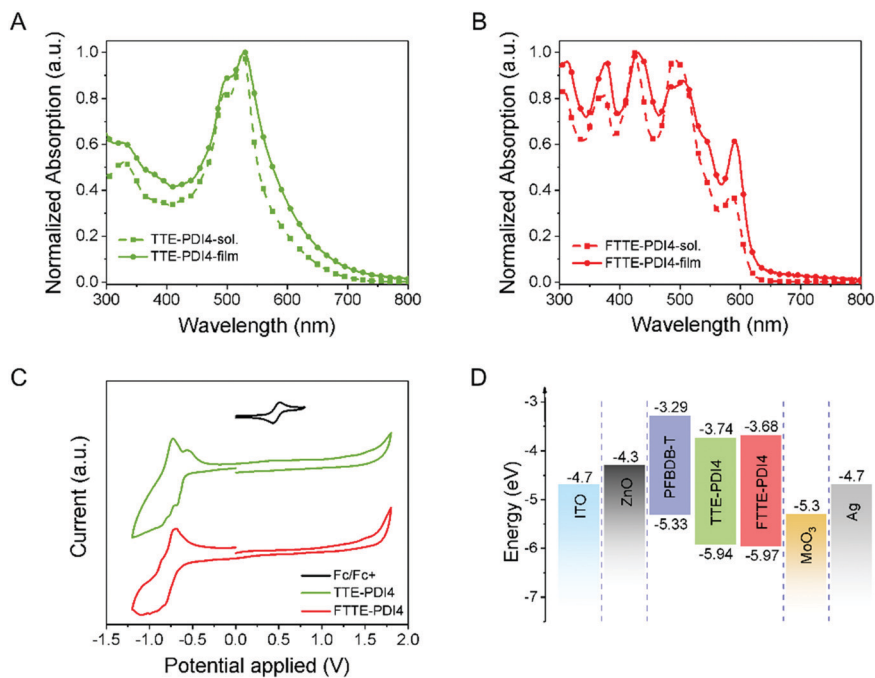 A
Normalized Absorption (a.u.)
1.0
0.8
0.6
0.4
0.2
0.0
TTE-PDI4-sol.
TTE-PDI4-film
300 400 500 600 700 800
Wavelength (nm)
B
Normalized Absorption (a.u.)
1.0
0.8
0.6
0.4
0.2
0.0
FTTE-PDI4-sol.
FTTE-PDI4-film
300 400 500 600 700 800
Wavelength (nm)
C
Current (a.u.)
Fc/Fc+
TTE-PDI4
FTTE-PDI4
-1.5 -1.0 -0.5 0.0 0.5 1.0 1.5 2.0
Potential applied (V)
D
Energy (eV)
-3
-4
-5
-6
-7
-4.7
ITO
-4.3
ZnO
-3.29
PFBDB-T
-5.33
-3.74
TTE-PDI4
-5.94
-3.68
FTTE-PDI4
-5.97
-5.3
MoO₃
-4.7
Ag